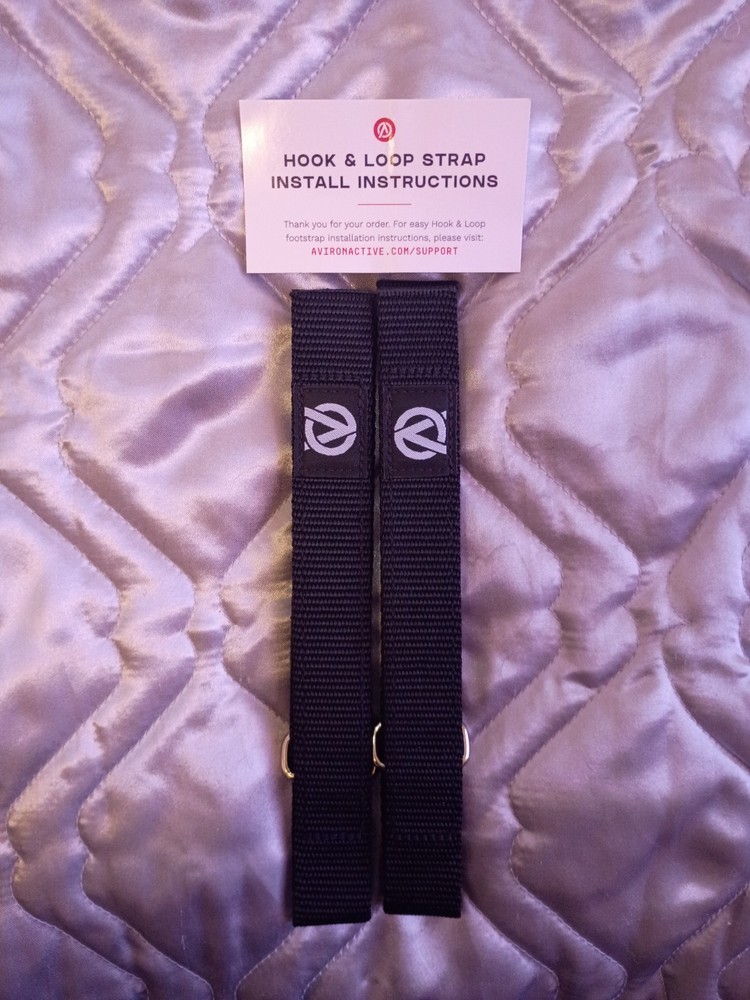 HOOK & LOOP STRAP
INSTALL INSTRUCTIONS
Thank you for your order. For easy Hook & Loop
footstrap installation instructions, please visit:
AVIRONACTIVE.COM/SUPPORT